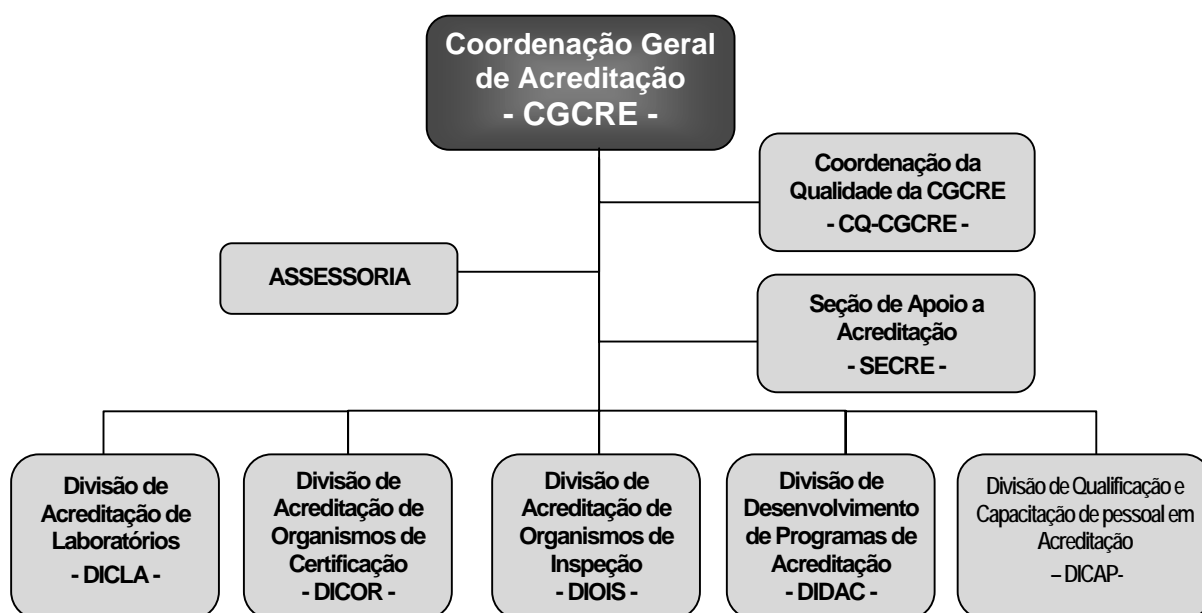 Coordenação Geral
de Acreditação
- CGCRE -
Coordenação da
Qualidade da CGCRE
- CQ-CGCRE -
ASSESSORIA
Seção de Apoio a
Acreditação
- SECRE -
Divisão de
Acreditação de
Laboratórios
- DICLA -
Divisão de
Acreditação de
Organismos de
Certificação
- DICOR -
Divisão de
Acreditação de
Organismos de
Inspeção
- DIOIS -
Divisão de
Desenvolvimento
de Programas de
Acreditação
- DIDAC -
Divisão de Qualificação e
Capacitação de pessoal em
Acreditação
– DICAP-